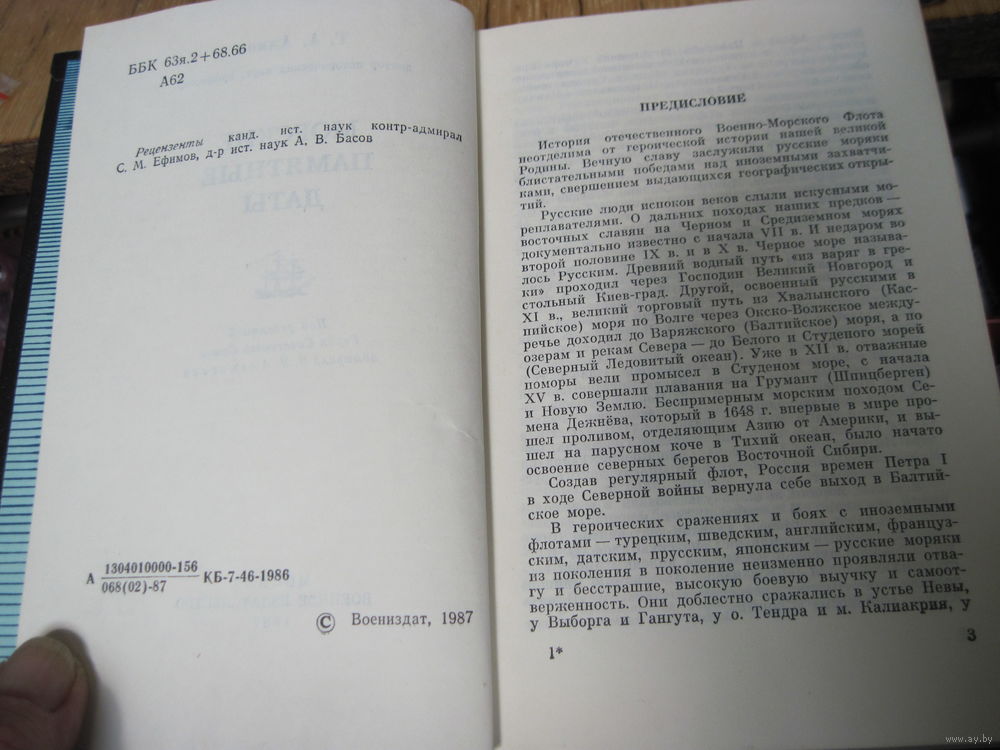 ББК 63я.2+68.66
А62
Рецензенты канд. ист. наук контр-адмирал
С. М. Ефимов, д-р ист. наук А. В. Басов
ПАМЯТНЫЕ
ДАТЫ
А 1304010000-156
068(02)-87 КБ-7-46-1986
© Воениздат, 1987
ПРЕДИСЛОВИЕ
История отечественного Военно-Морского Флота
неотделима от героической истории нашей великой
Родины. Вечную славу заслужили русские моряки
блистательными победами над иноземными захватчи-
ками, свершением выдающихся географических откры-
тий.
Русские люди испокон веков слыли искусными мо-
реплавателями. О дальних походах наших предков —
восточных славян на Черном и Средиземном морях
документально известно с начала VII в. И недаром во
второй половине IX в. и в X в. Черное море называ-
лось Русским. Древний водный путь «из варяг в гре-
ки» проходил через Господин Великий Новгород и
стольный Киев-град. Другой, освоенный русскими в
XI в., великий торговый путь из Хвалынского (Кас-
пийское) моря по Волге через Окско-Волжское между-
речье доходил до Варяжского (Балтийское) моря, а по
озерам и рекам Севера — до Белого и Студеного морей
(Северный Ледовитый океан). Уже в XII в. отважные
поморы вели промысел в Студеном море, с начала
XV в. совершали плавания на Грумант (Шпицберген)
и Новую Землю. Беспримерным морским походом Се-
мена Дежнёва, который в 1648 г. впервые в мире про-
шел проливом, отделяющим Азию от Америки, и вы-
шел на парусном коче в Тихий океан, было начато
освоение северных берегов Восточной Сибири.
Создав регулярный флот, Россия времен Петра I
в ходе Северной войны вернула себе выход в Балтий-
ское море.
В героических сражениях и боях с иноземными
флотами — турецким, шведским, английским, француз-
ским, датским, прусским, японским — русские моряки
из поколения в поколение неизменно проявляли отва-
гу и бесстрашие, высокую боевую выучку и самоот-
верженность. Они доблестно сражались в устье Невы,
у Выборга и Гангута, у о. Тендра и м. Калиакрия, у
1*
3
www.ay.by